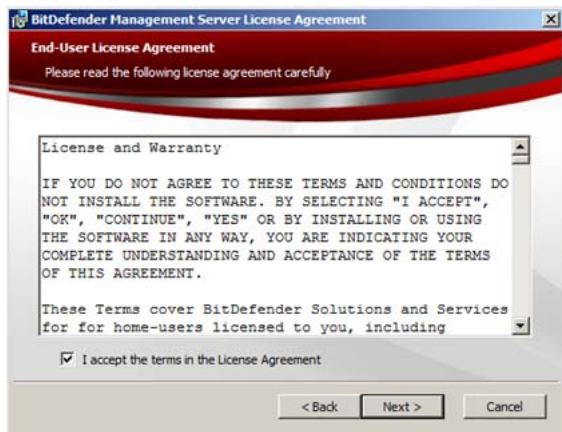 BitDefender Management Server License Agreement
End-User License Agreement
Please read the following license agreement carefully
License and Warranty
IF YOU DO NOT AGREE TO THESE TERMS AND CONDITIONS DO
NOT INSTALL THE SOFTWARE. BY SELECTING "I ACCEPT",
"OK", "CONTINUE", "YES" OR BY INSTALLING OR USING
THE SOFTWARE IN ANY WAY, YOU ARE INDICATING YOUR
COMPLETE UNDERSTANDING AND ACCEPTANCE OF THE TERMS
OF THIS AGREEMENT.
These Terms cover BitDefender Solutions and Services
for for home-users licensed to you, including
I accept the terms in the License Agreement
< Back Next > Cancel